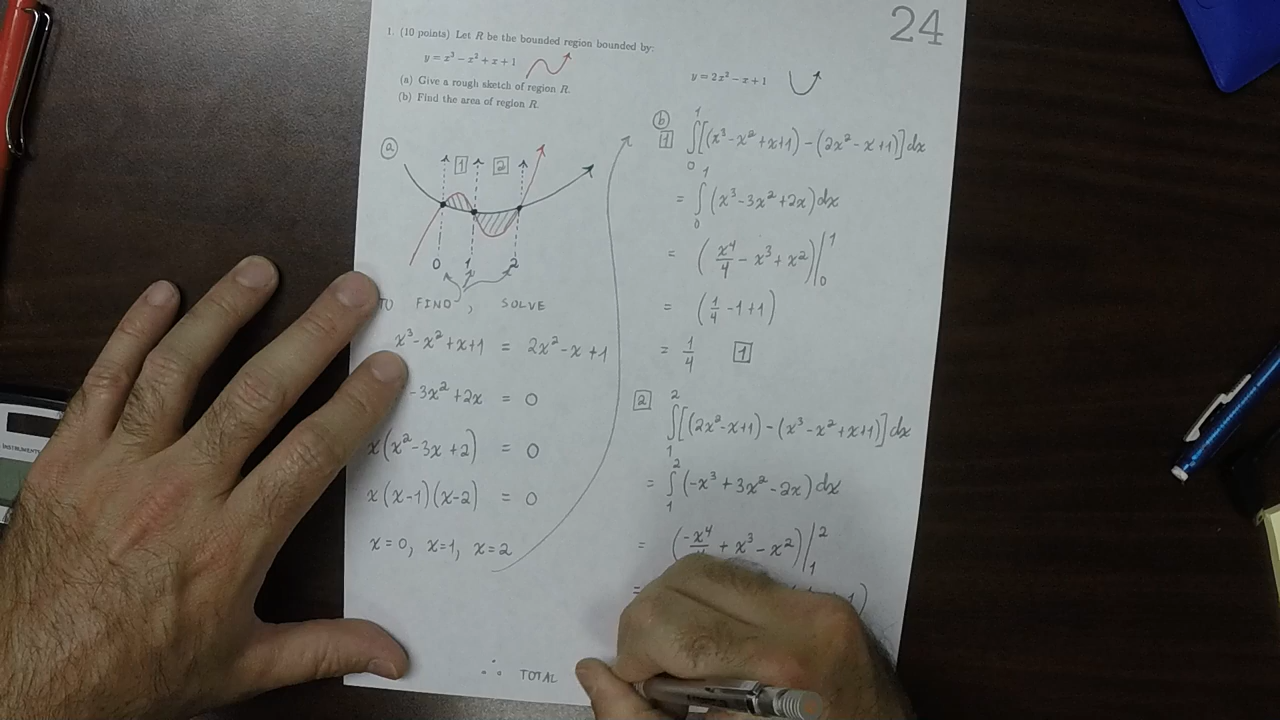 24
1. (10 points) Let R be the bounded region bounded by:
y = x³ − x² + x + 1
y = 2x² − x + 1
(a) Give a rough sketch of region R.
(b) Find the area of region R.
ⓐ
1 2
0 1 2
TO FIND , SOLVE
x³ - x² + x + 1 = 2x² - x + 1
- 3x² + 2x = 0
x(x² - 3x + 2) = 0
x(x-1)(x-2) = 0
x = 0, x = 1, x = 2
ⓑ
1 ∫₀¹ [(x³ - x² + x + 1) - (2x² - x + 1)] dx
= ∫₀¹ (x³ - 3x² + 2x) dx
= (x⁴/4 - x³ + x²) |₀¹
= (1/4 - 1 + 1)
= 1/4 1
2 ∫₁² [(2x² - x + 1) - (x³ - x² + x + 1)] dx
= ∫₁² (-x³ + 3x² - 2x) dx
= (-x⁴/4 + x³ - x²) |₁²
=
∴ TOTAL
INSTRUMENTS